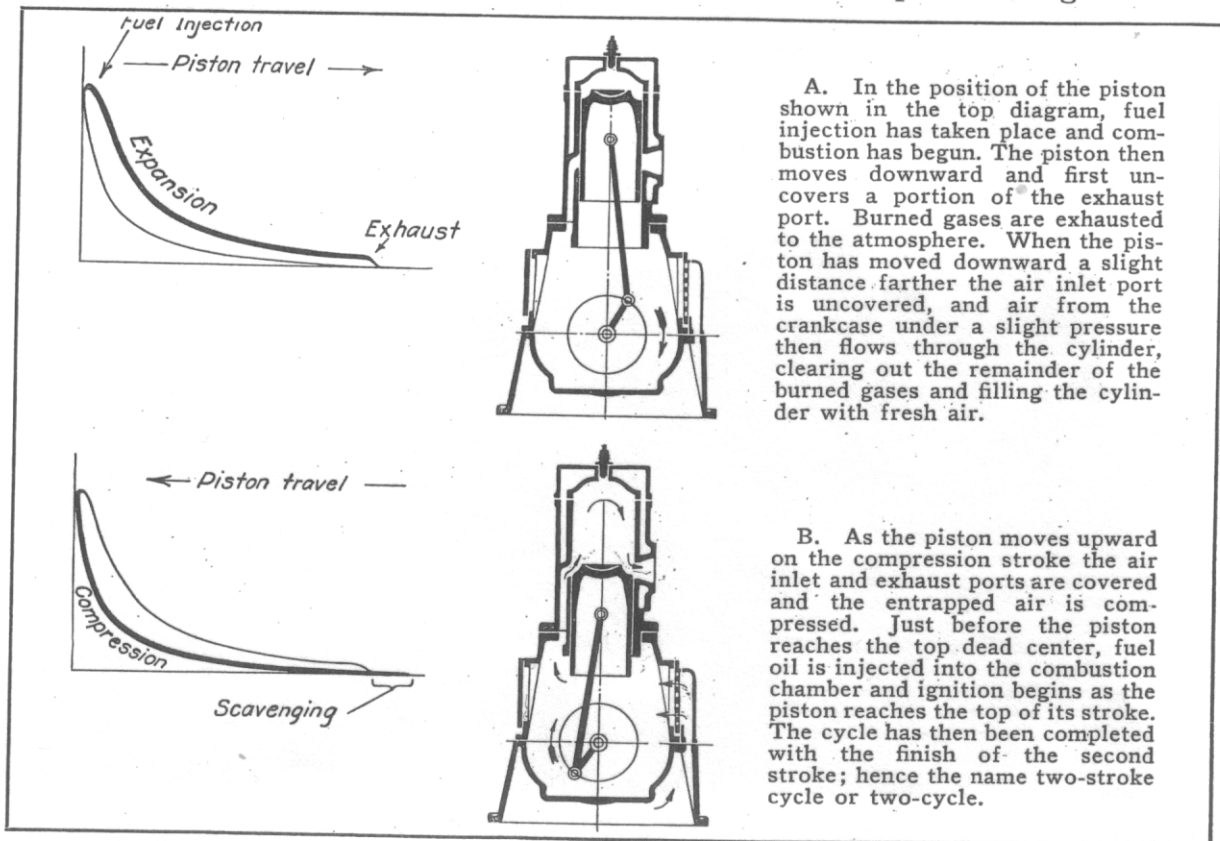 Fuel Injection
Piston travel
Expansion
Exhaust
A. In the position of the piston
shown in the top diagram, fuel
injection has taken place and com-
bustion has begun. The piston then
moves downward and first un-
covers a portion of the exhaust
port. Burned gases are exhausted
to the atmosphere. When the pis-
ton has moved downward a slight
distance farther the air inlet port
is uncovered, and air from the
crankcase under a slight pressure
then flows through the cylinder,
clearing out the remainder of the
burned gases and filling the cylin-
der with fresh air.
Piston travel
Compression
Scavenging
B. As the piston moves upward
on the compression stroke the air
inlet and exhaust ports are covered
and the entrapped air is com-
pressed. Just before the piston
reaches the top dead center, fuel
oil is injected into the combustion
chamber and ignition begins as the
piston reaches the top of its stroke.
The cycle has then been completed
with the finish of the second
stroke; hence the name two-stroke
cycle or two-cycle.